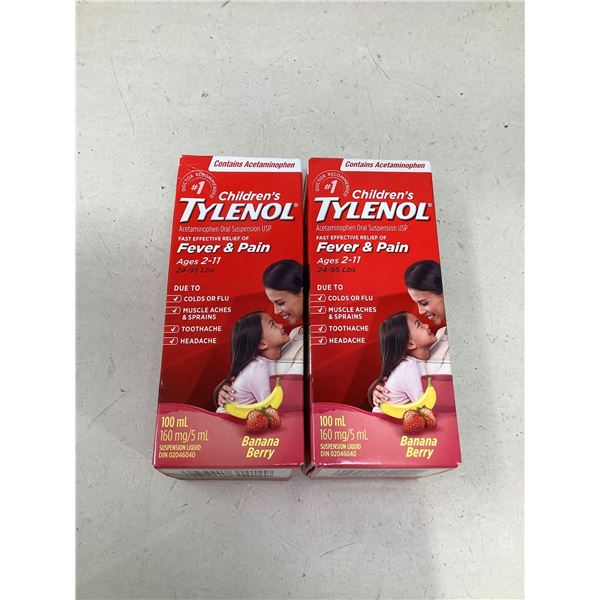 Contains Acetaminophen
DOCTOR RECOMMENDED
#1
Children's
TYLENOL®
Acetaminophen Oral Suspension USP
FAST EFFECTIVE RELIEF OF
Fever & Pain
Ages 2-11
24-95 Lbs
DUE TO
COLDS OR FLU
MUSCLE ACHES
& SPRAINS
TOOTHACHE
HEADACHE
100 mL
160 mg/5 mL
SUSPENSION LIQUID
DIN 02046040
Banana
Berry
Contains Acetaminophen
DOCTOR RECOMMENDED
#1
Children's
TYLENOL®
Acetaminophen Oral Suspension USP
FAST EFFECTIVE RELIEF OF
Fever & Pain
Ages 2-11
24-95 Lbs
DUE TO
COLDS OR FLU
MUSCLE ACHES
& SPRAINS
TOOTHACHE
HEADACHE
100 mL
160 mg/5 mL
SUSPENSION LIQUID
DIN 02046040
Banana
Berry